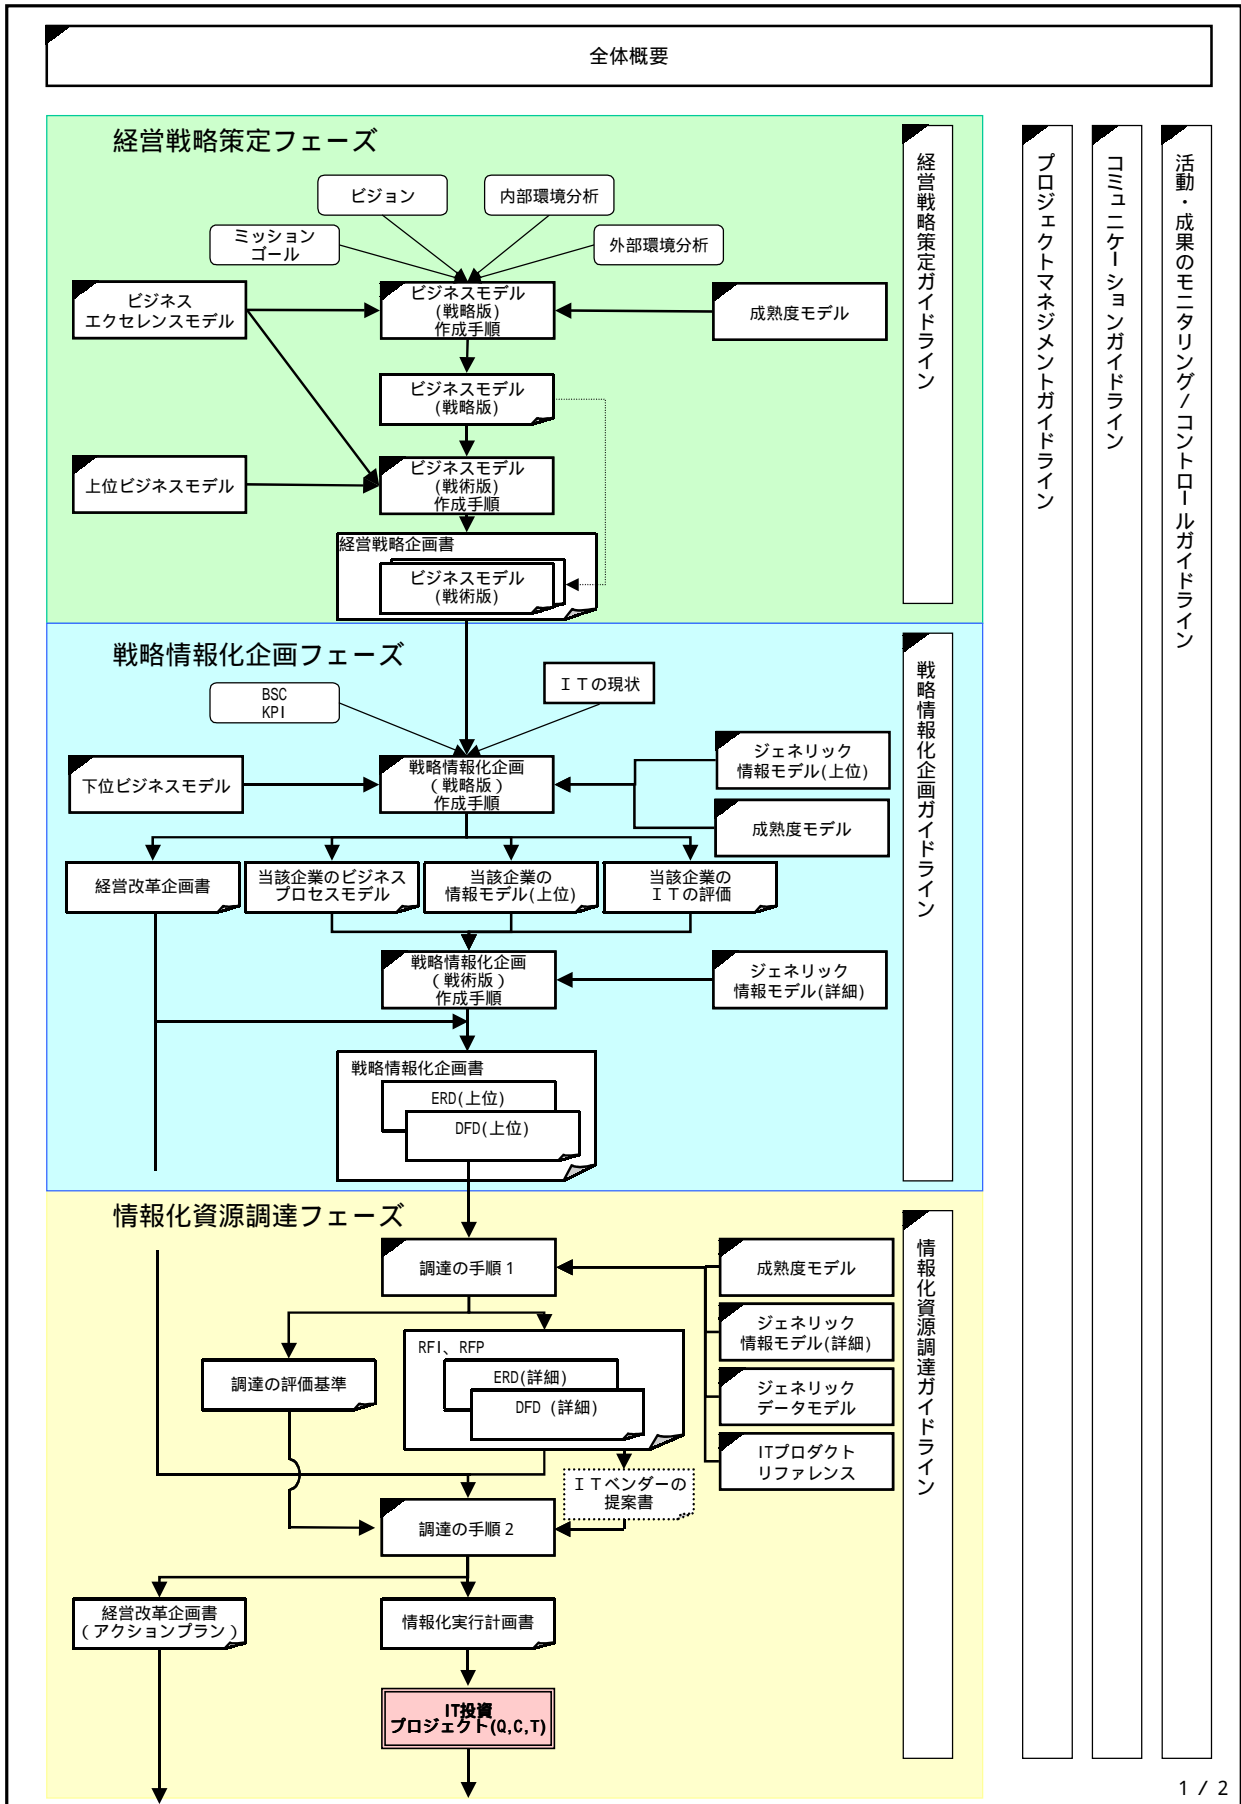 全体概要
経営戦略策定フェーズ
ビジョン
内部環境分析
ミッション
ゴール
外部環境分析
ビジネス
エクセレンスモデル
ビジネスモデル
(戦略版)
作成手順
成熟度モデル
ビジネスモデル
(戦略版)
上位ビジネスモデル
ビジネスモデル
(戦術版)
作成手順
経営戦略企画書
ビジネスモデル
(戦術版)
経営戦略策定ガイドライン
戦略情報化企画フェーズ
BSC
KPI
ITの現状
下位ビジネスモデル
戦略情報化企画
(戦略版)
作成手順
ジェネリック
情報モデル(上位)
成熟度モデル
経営改革企画書
当該企業のビジネス
プロセスモデル
当該企業の
情報モデル(上位)
当該企業の
ITの評価
戦略情報化企画
(戦術版)
作成手順
ジェネリック
情報モデル(詳細)
戦略情報化企画書
ERD(上位)
DFD(上位)
戦略情報化企画ガイドライン
情報化資源調達フェーズ
調達の手順1
成熟度モデル
ジェネリック
情報モデル(詳細)
ジェネリック
データモデル
ITプロダクト
リファレンス
調達の評価基準
RFI、RFP
ERD(詳細)
DFD (詳細)
ITベンダーの
提案書
調達の手順2
経営改革企画書
(アクションプラン)
情報化実行計画書
IT投資
プロジェクト(Q,C,T)
情報化資源調達ガイドライン
プロジェクトマネジメントガイドライン
コミュニケーションガイドライン
活動・成果のモニタリング/コントロールガイドライン
1 / 2